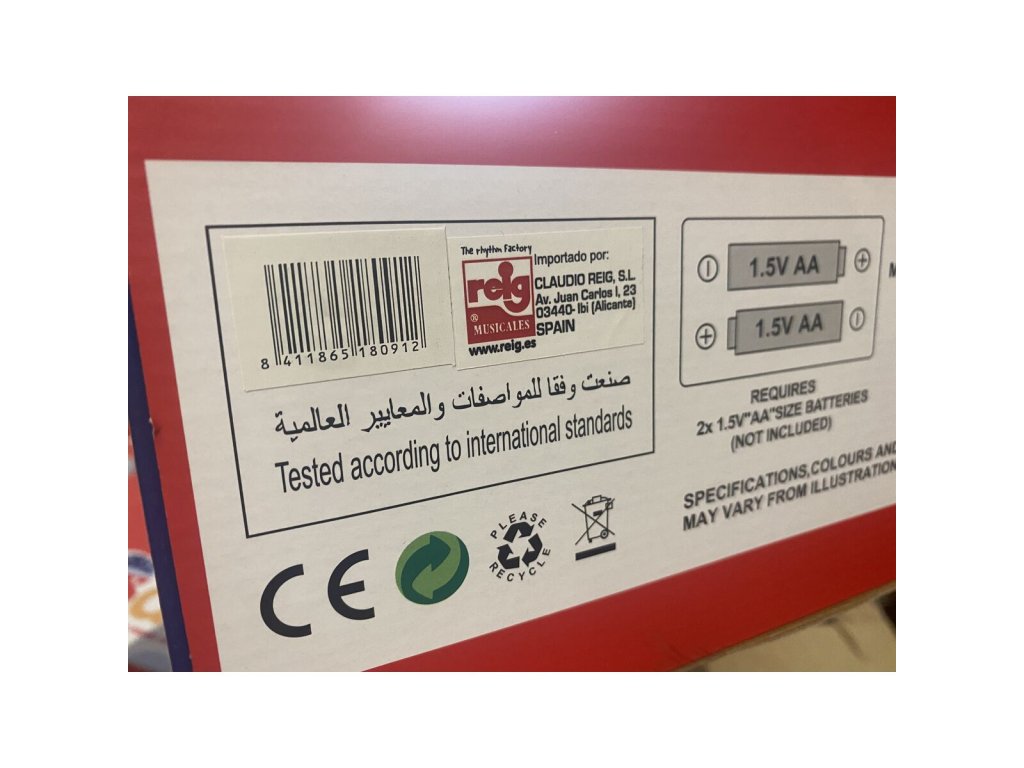 8 411865 180912
The rhythm Factory
reig
®
MUSICALES
www.reig.es
Importado por:
CLAUDIO REIG, S.L.
Av. Juan Carlos I, 23
03440- Ibi (Alicante)
SPAIN
صنعت وفقا للمواصفات والمعايير العالمية
Tested according to international standards
CE
PLEASE
RECYCLE
1.5V AA
1.5V AA
REQUIRES
2x 1.5V"AA"SIZE BATTERIES
(NOT INCLUDED)
SPECIFICATIONS,COLOURS AND
MAY VARY FROM ILLUSTRATION